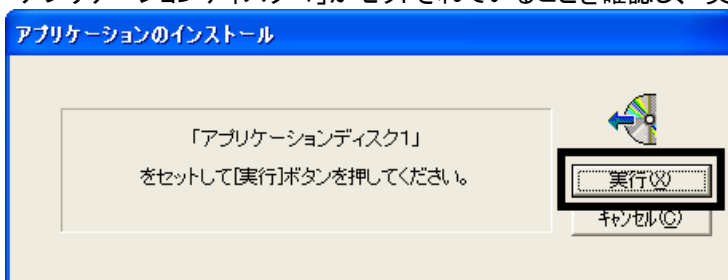 アプリケーションのインストール
「アプリケーションディスク1」
をセットして[実行]ボタンを押してください。
実行(X)
キャンセル(C)